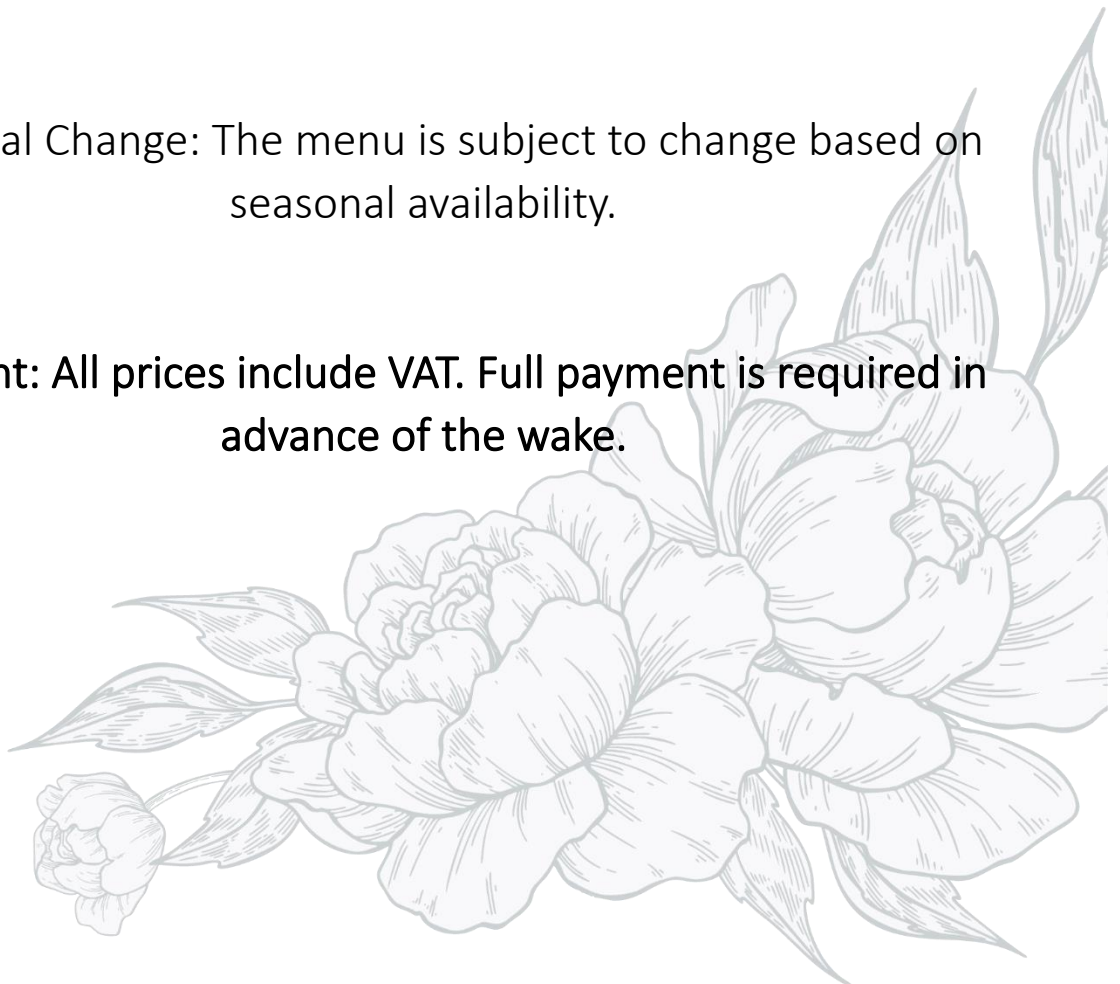 al Change: The menu is subject to change based on
seasonal availability.
nt: All prices include VAT. Full payment is required in
advance of the wake.